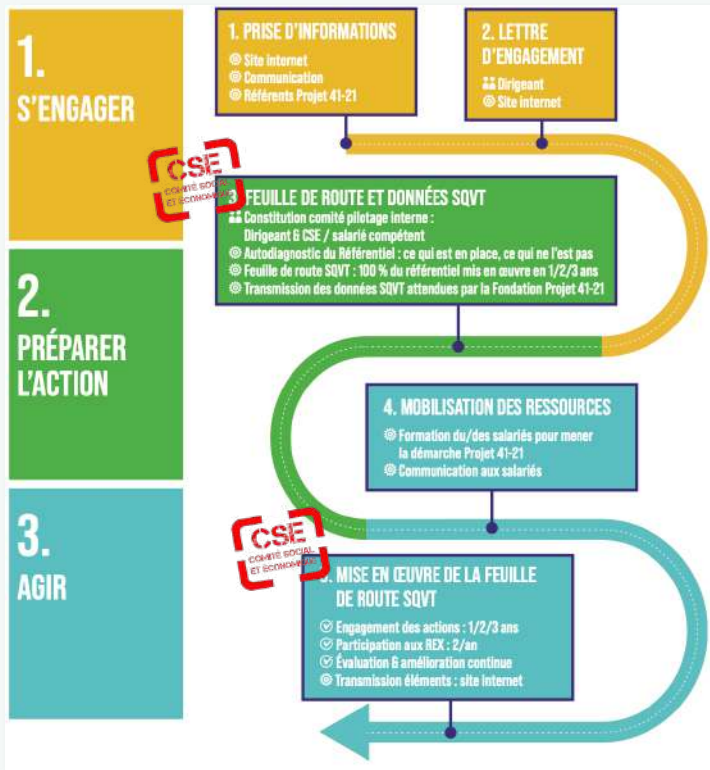 1.
S'ENGAGER
1. PRISE D'INFORMATIONS
Site internet
Communication
Référents Projet 41-21
2. LETTRE
D'ENGAGEMENT
Dirigeant
Site internet
CSE
COMITÉ SOCIAL
ET ÉCONOMIQUE
3. FEUILLE DE ROUTE ET DONNÉES SQVT
Constitution comité pilotage interne :
Dirigeant & CSE / salarié compétent
Autodiagnostic du Référentiel : ce qui est en place, ce qui ne l'est pas
Feuille de route SQVT : 100 % du référentiel mis en œuvre en 1/2/3 ans
Transmission des données SQVT attendues par la Fondation Projet 41-21
2.
PRÉPARER
L'ACTION
4. MOBILISATION DES RESSOURCES
Formation du/des salariés pour mener
la démarche Projet 41-21
Communication aux salariés
3.
AGIR
CSE
COMITÉ SOCIAL
ET ÉCONOMIQUE
. MISE EN ŒUVRE DE LA FEUILLE
DE ROUTE SQVT
Engagement des actions : 1/2/3 ans
Participation aux REX : 2/an
Évaluation & amélioration continue
Transmission éléments : site internet